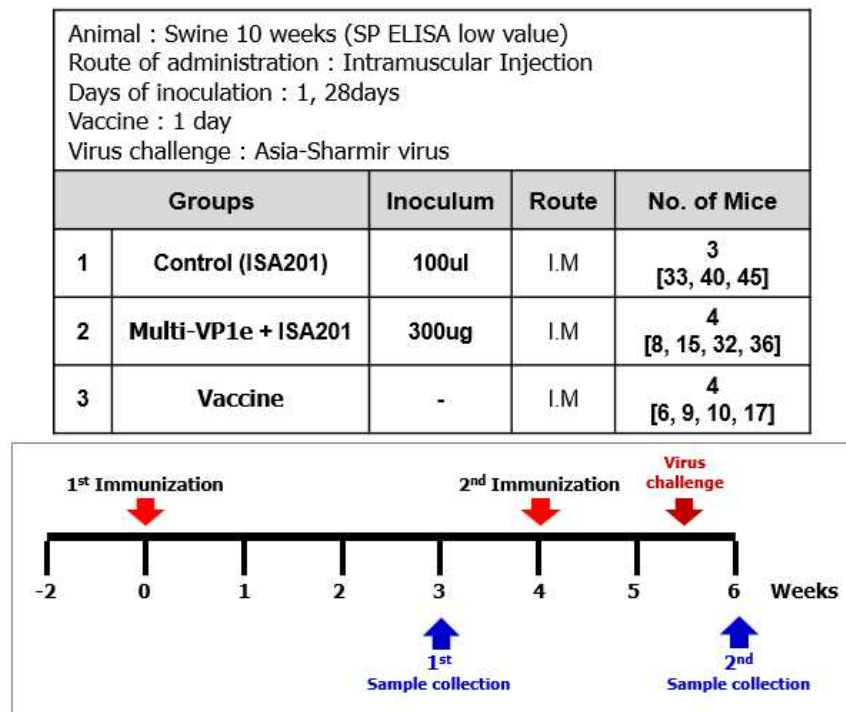 Animal : Swine 10 weeks (SP ELISA low value)
Route of administration : Intramuscular Injection
Days of inoculation : 1, 28days
Vaccine : 1 day
Virus challenge : Asia-Sharmir virus
Groups Inoculum Route No. of Mice
1 Control (ISA201) 100ul I.M 3
[33, 40, 45]
2 Multi-VP1e + ISA201 300ug I.M 4
[8, 15, 32, 36]
3 Vaccine - I.M 4
[6, 9, 10, 17]
Virus
challenge
1st Immunization 2nd Immunization
-2 0 1 2 3 4 5 6 Weeks
1st
Sample collection
2nd
Sample collection